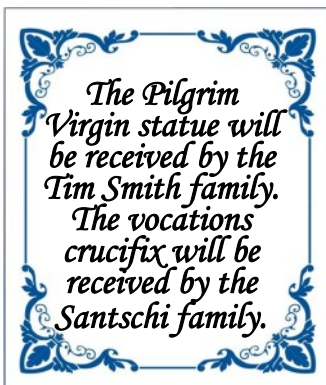 The Pilgrim
Virgin statue will
be received by the
Tim Smith family.
The vocations
crucifix will be
received by the
Santschi family.